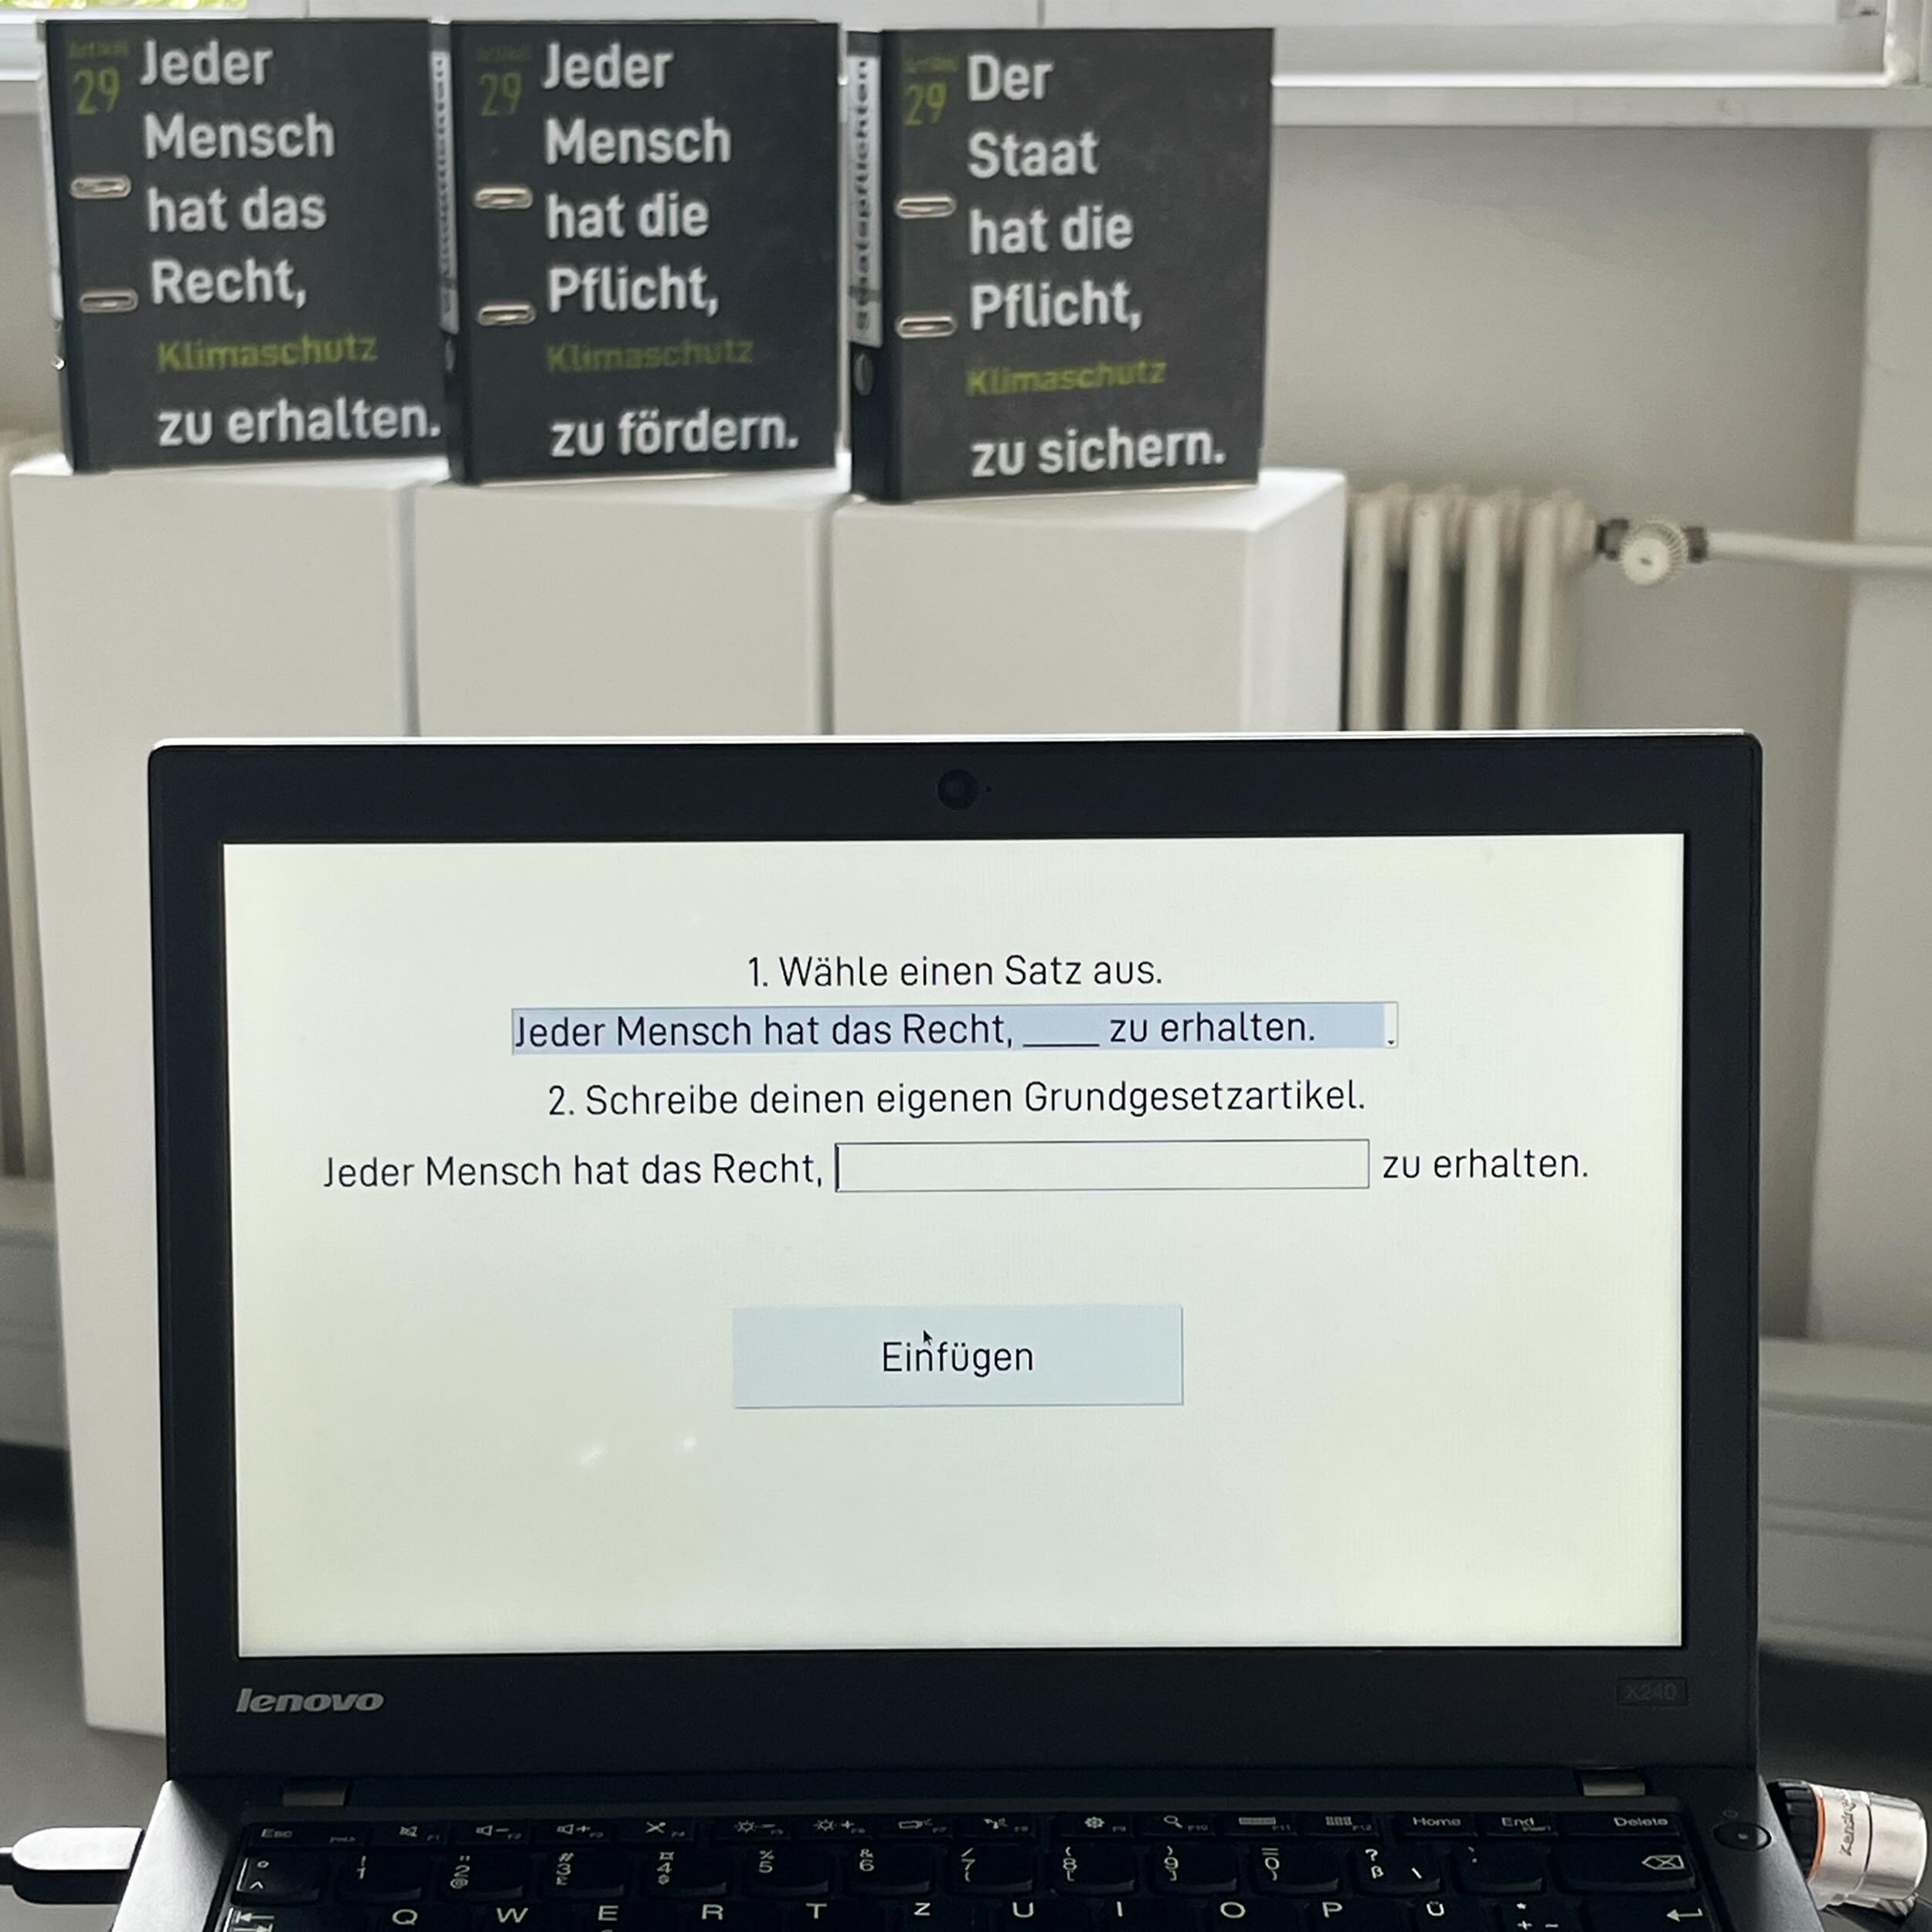 29
Jeder
Mensch
hat das
Recht,
Klimaschutz
zu erhalten.
29
Jeder
Mensch
hat die
Pflicht,
Klimaschutz
zu fördern.
Staatspflichten
29
Der
Staat
hat die
Pflicht,
Klimaschutz
zu sichern.
1. Wähle einen Satz aus.
Jeder Mensch hat das Recht, ____ zu erhalten.
2. Schreibe deinen eigenen Grundgesetzartikel.
Jeder Mensch hat das Recht, zu erhalten.
Einfügen
lenovo
X240
Esc F1 F2 F3 F4 F5 F6 F7 F8 F9 F10 F11 F12 Home End Delete
1 2 3 4 5 6 7 8 9 0 ? ß
Q W E R T Z U I O P Ü